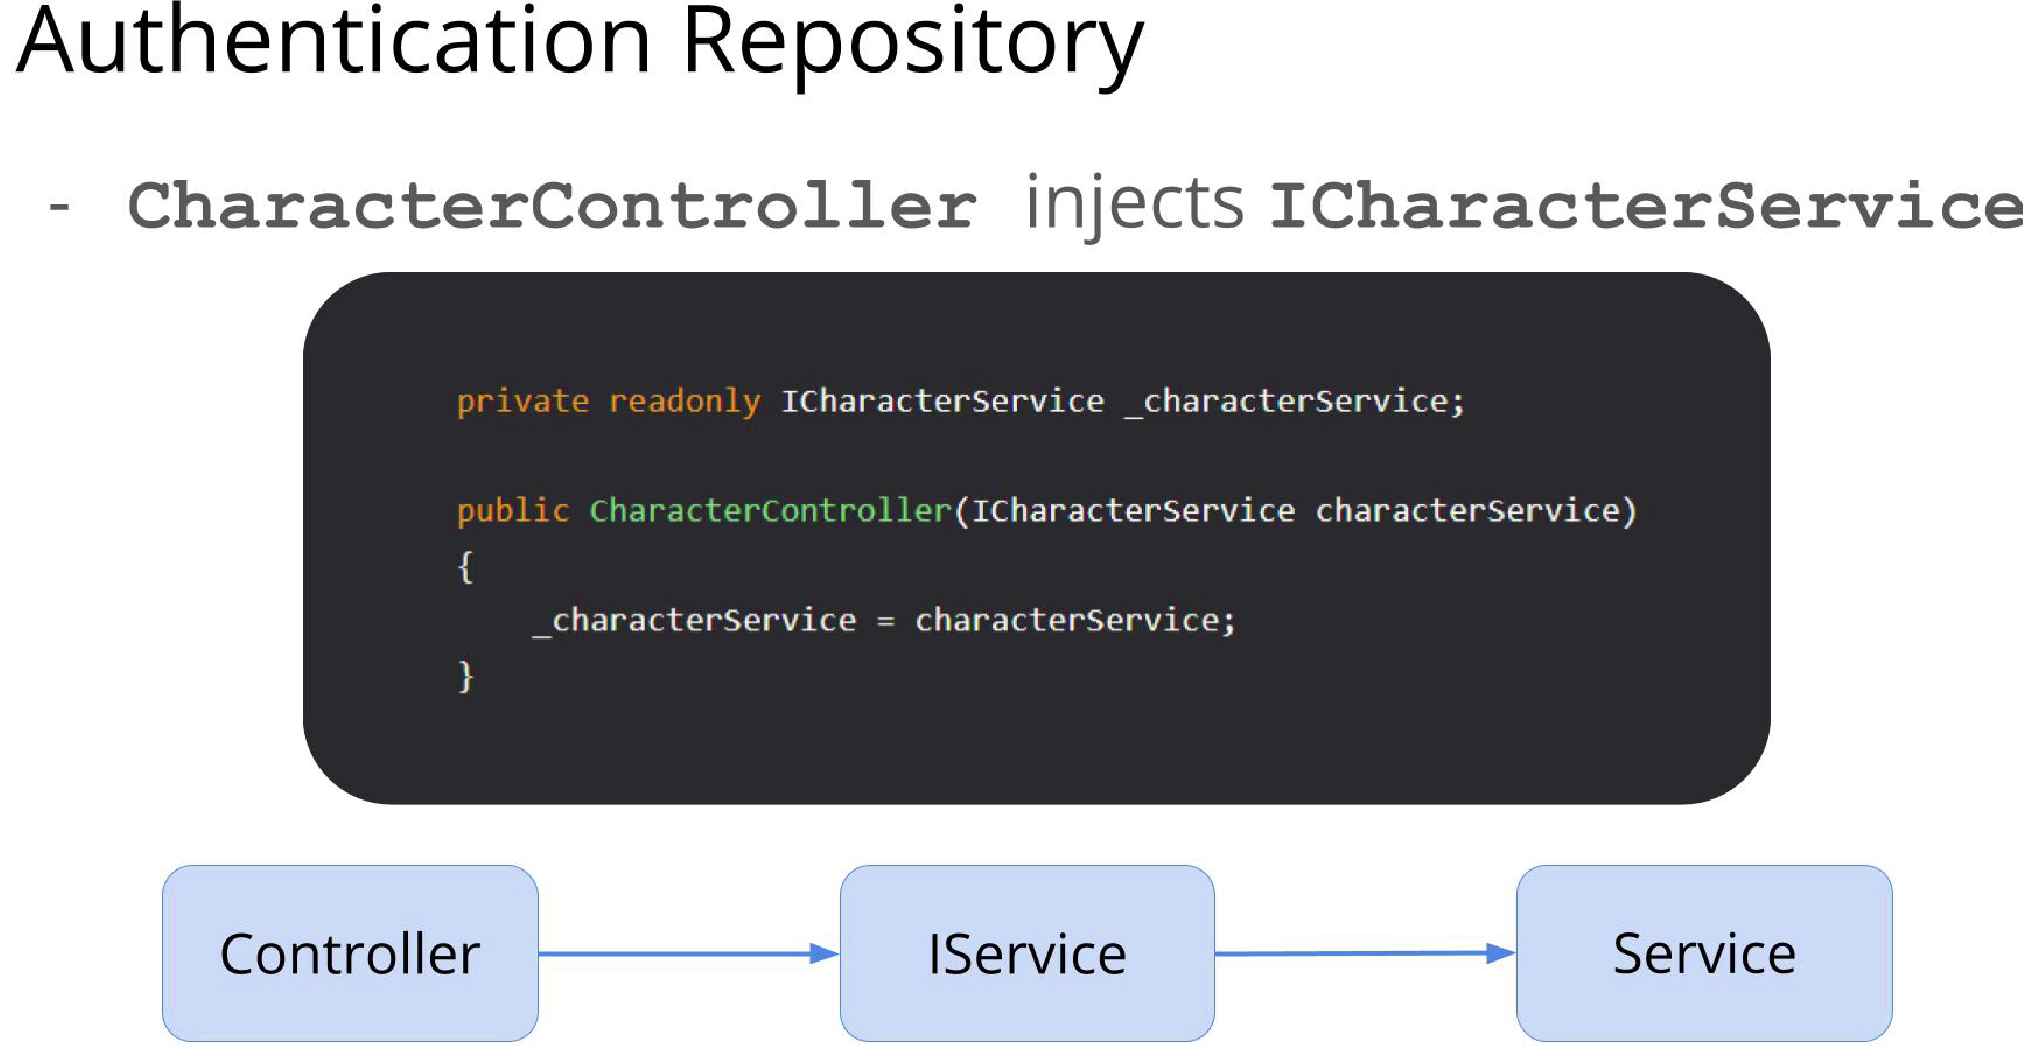 Authentication Repository
- CharacterController injects ICharacterService
private readonly ICharacterService _characterService;
public CharacterController(ICharacterService characterService)
{
    _characterService = characterService;
}
Controller
IService
Service